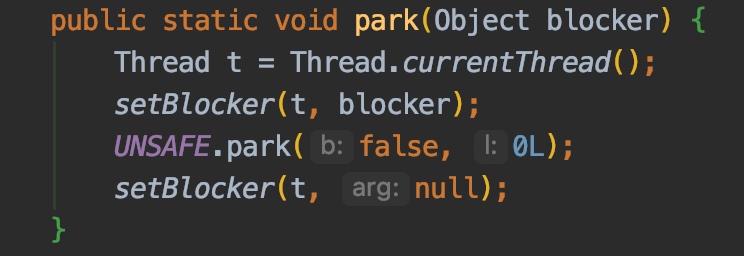 public static void park(Object blocker) {
Thread t = Thread.currentThread();
setBlocker(t, blocker);
UNSAFE.park( b: false, l: 0L);
setBlocker(t, arg: null);
}